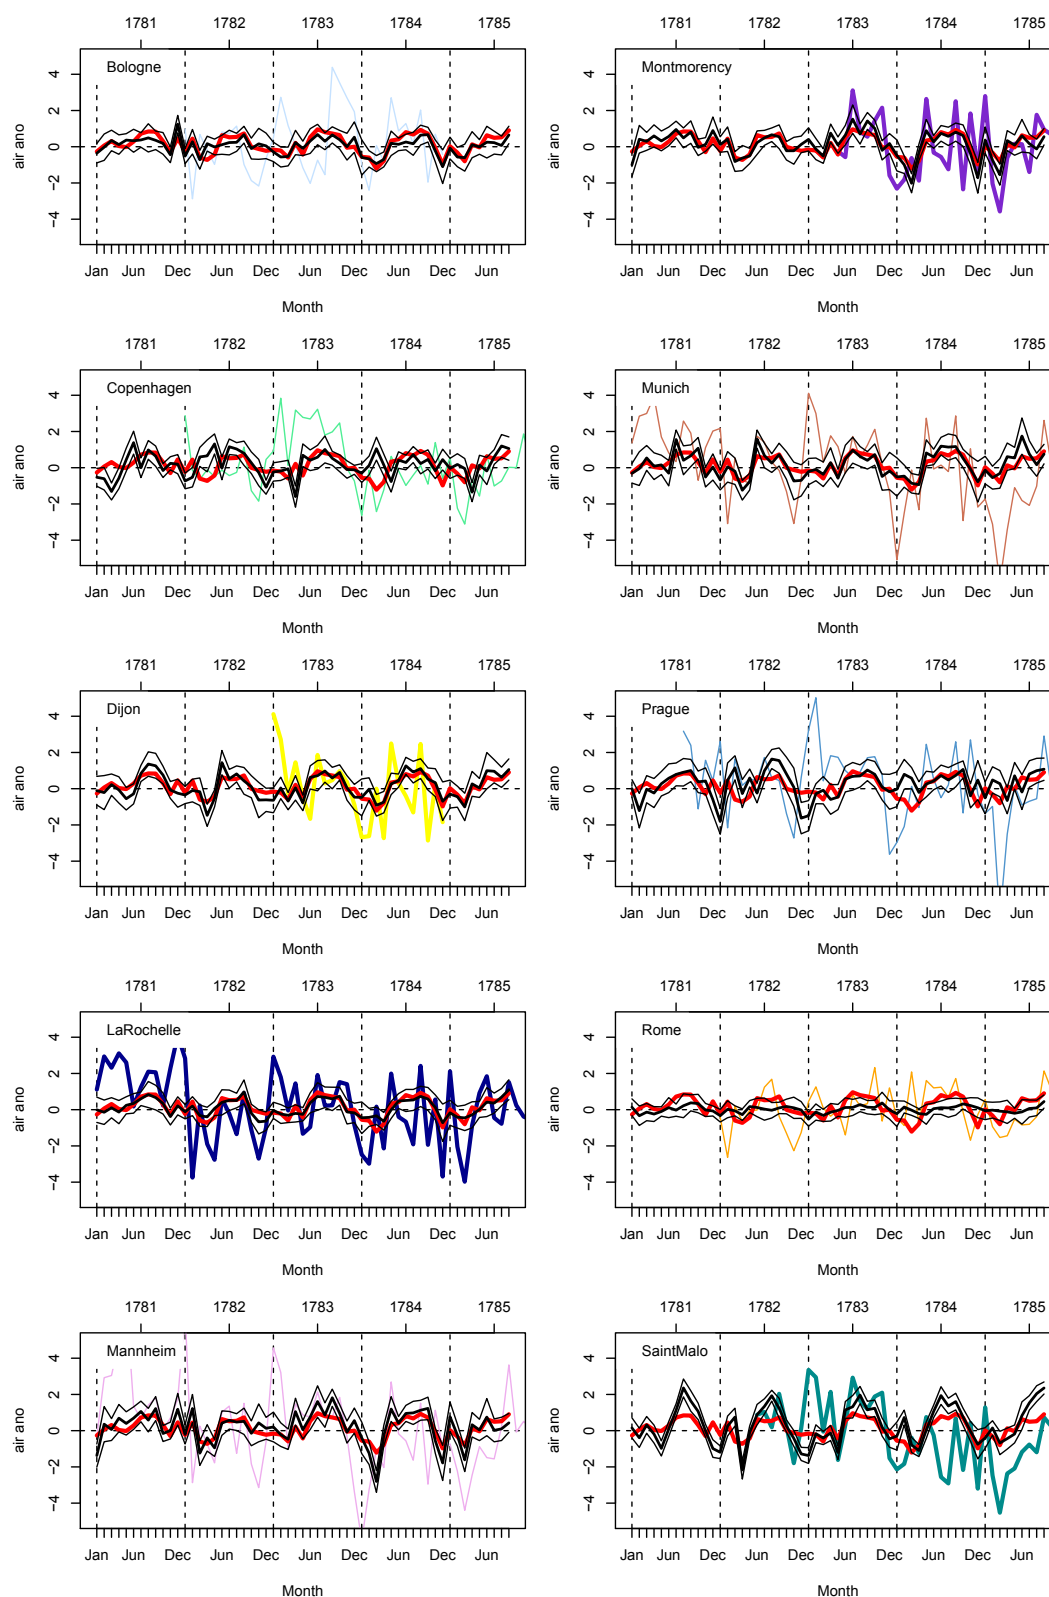 1781 1782 1783 1784 1785
Bologne
air ano
4
2
0
−2
−4
Jan Jun Dec Jun Dec Jun Dec Jun Dec Jun
Month
1781 1782 1783 1784 1785
Montmorency
air ano
4
2
0
−2
−4
Jan Jun Dec Jun Dec Jun Dec Jun Dec Jun
Month
1781 1782 1783 1784 1785
Copenhagen
air ano
4
2
0
−2
−4
Jan Jun Dec Jun Dec Jun Dec Jun Dec Jun
Month
1781 1782 1783 1784 1785
Munich
air ano
4
2
0
−2
−4
Jan Jun Dec Jun Dec Jun Dec Jun Dec Jun
Month
1781 1782 1783 1784 1785
Dijon
air ano
4
2
0
−2
−4
Jan Jun Dec Jun Dec Jun Dec Jun Dec Jun
Month
1781 1782 1783 1784 1785
Prague
air ano
4
2
0
−2
−4
Jan Jun Dec Jun Dec Jun Dec Jun Dec Jun
Month
1781 1782 1783 1784 1785
LaRochelle
air ano
4
2
0
−2
−4
Jan Jun Dec Jun Dec Jun Dec Jun Dec Jun
Month
1781 1782 1783 1784 1785
Rome
air ano
4
2
0
−2
−4
Jan Jun Dec Jun Dec Jun Dec Jun Dec Jun
Month
1781 1782 1783 1784 1785
Mannheim
air ano
4
2
0
−2
−4
Jan Jun Dec Jun Dec Jun Dec Jun Dec Jun
Month
1781 1782 1783 1784 1785
SaintMalo
air ano
4
2
0
−2
−4
Jan Jun Dec Jun Dec Jun Dec Jun Dec Jun
Month